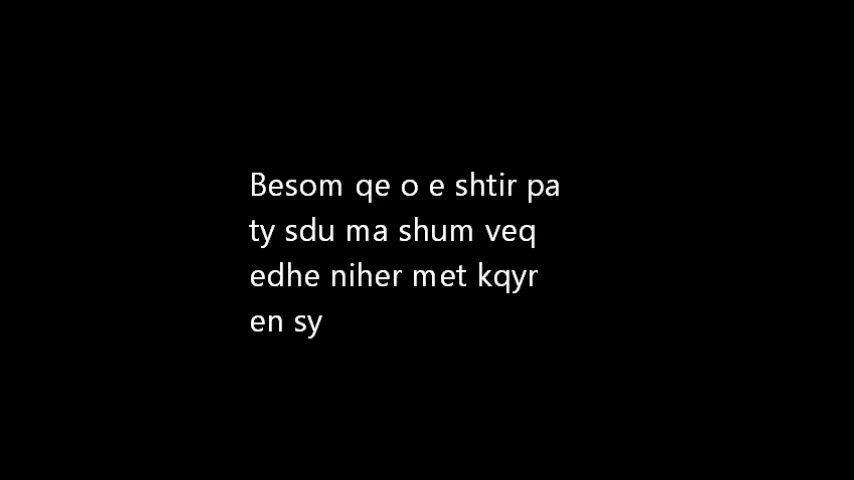 Besom qe o e shtir pa
ty sdu ma shum veq
edhe niher met kqyr
en sy